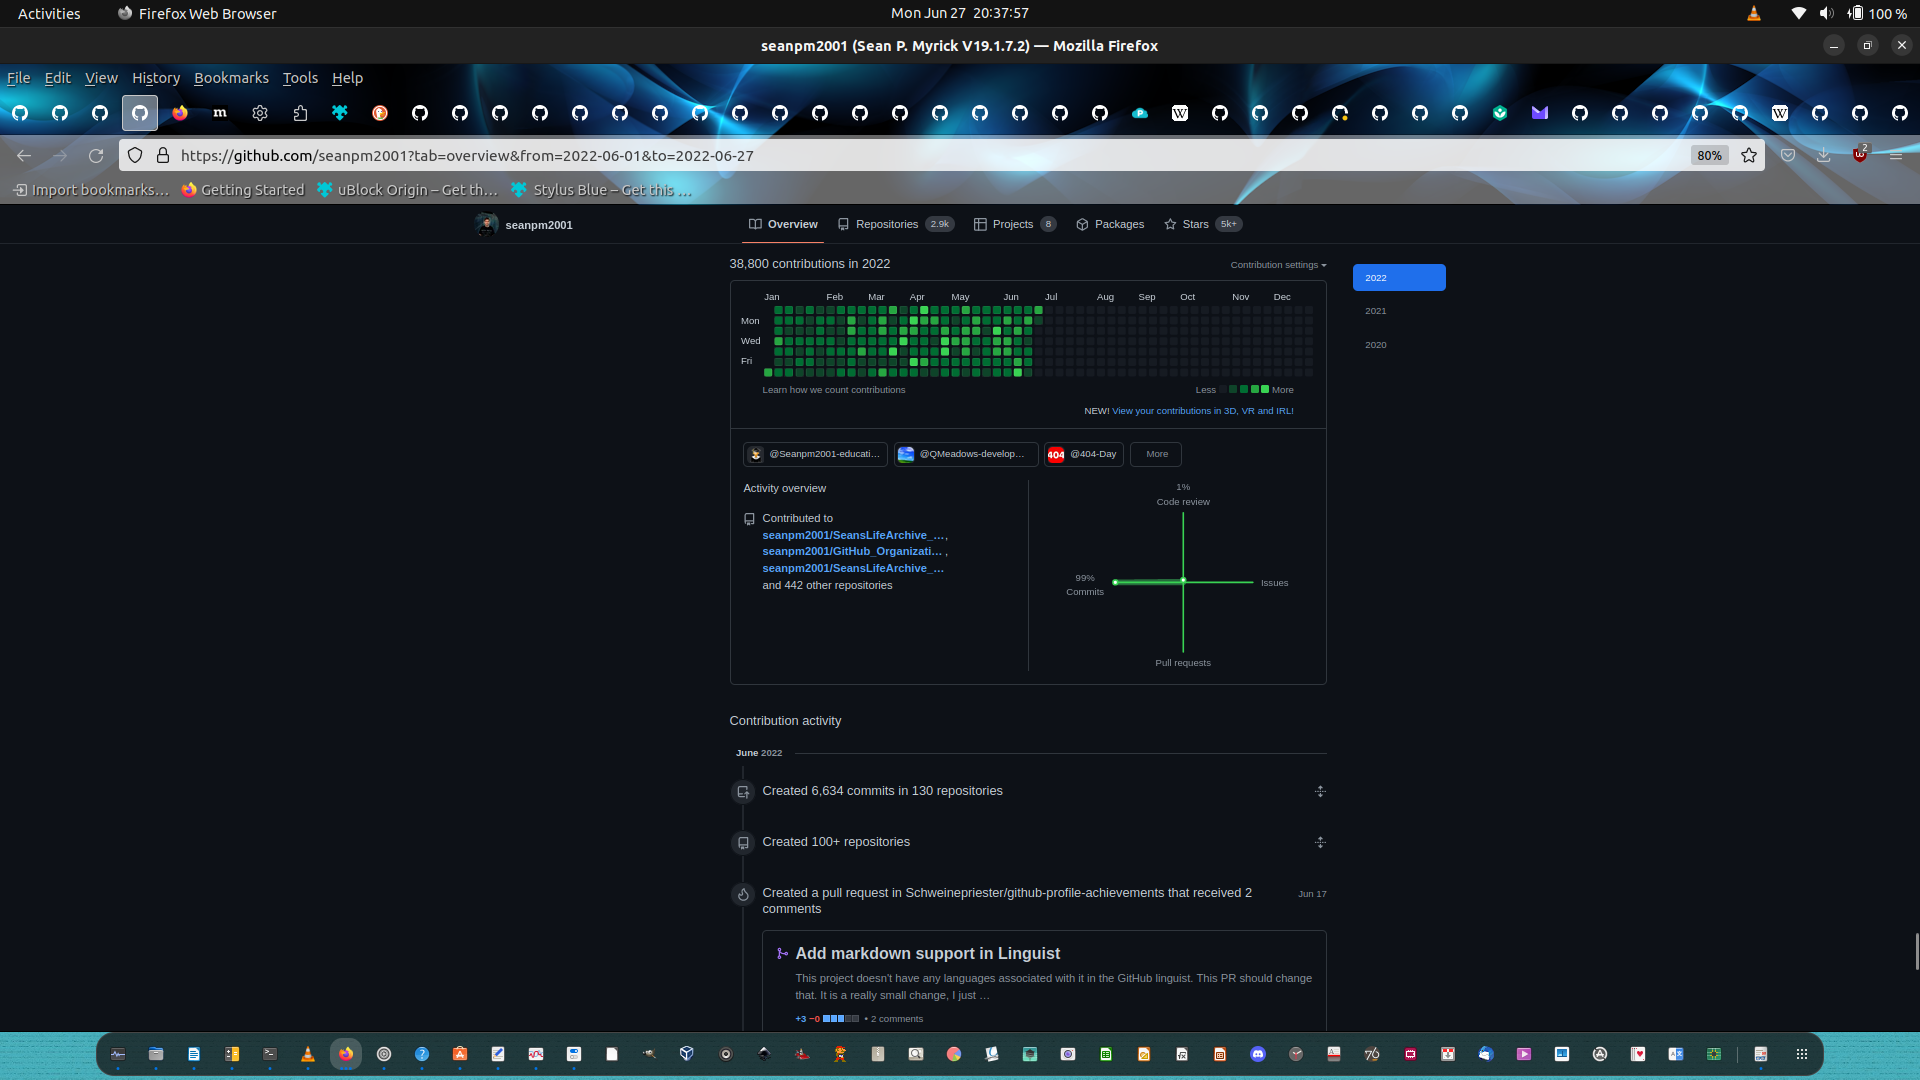 Activities
Firefox Web Browser
Mon Jun 27 20:37:57
100 %
seanpm2001 (Sean P. Myrick V19.1.7.2) — Mozilla Firefox
File Edit View History Bookmarks Tools Help
https://github.com/seanpm2001?tab=overview&from=2022-06-01&to=2022-06-27
80%
2
Import bookmarks…
Getting Started
uBlock Origin – Get th…
Stylus Blue – Get this …
seanpm2001
Overview
Repositories 2.9k
Projects 8
Packages
Stars 5k+
38,800 contributions in 2022
Contribution settings
2022
2021
2020
Jan Feb Mar Apr May Jun Jul Aug Sep Oct Nov Dec
Mon
Wed
Fri
Learn how we count contributions
Less
More
NEW! View your contributions in 3D, VR and IRL!
@Seanpm2001-educati…
@QMeadows-develop…
404
@404-Day
More
Activity overview
Contributed to
seanpm2001/SeansLifeArchive_…,
seanpm2001/GitHub_Organizati… ,
seanpm2001/SeansLifeArchive_…
and 442 other repositories
1%
Code review
99%
Commits
Issues
Pull requests
Contribution activity
June 2022
Created 6,634 commits in 130 repositories
Created 100+ repositories
Created a pull request in Schweinepriester/github-profile-achievements that received 2
comments
Jun 17
Add markdown support in Linguist
This project doesn't have any languages associated with it in the GitHub linguist. This PR should change
that. It is a really small change, I just …
+3 −0
• 2 comments